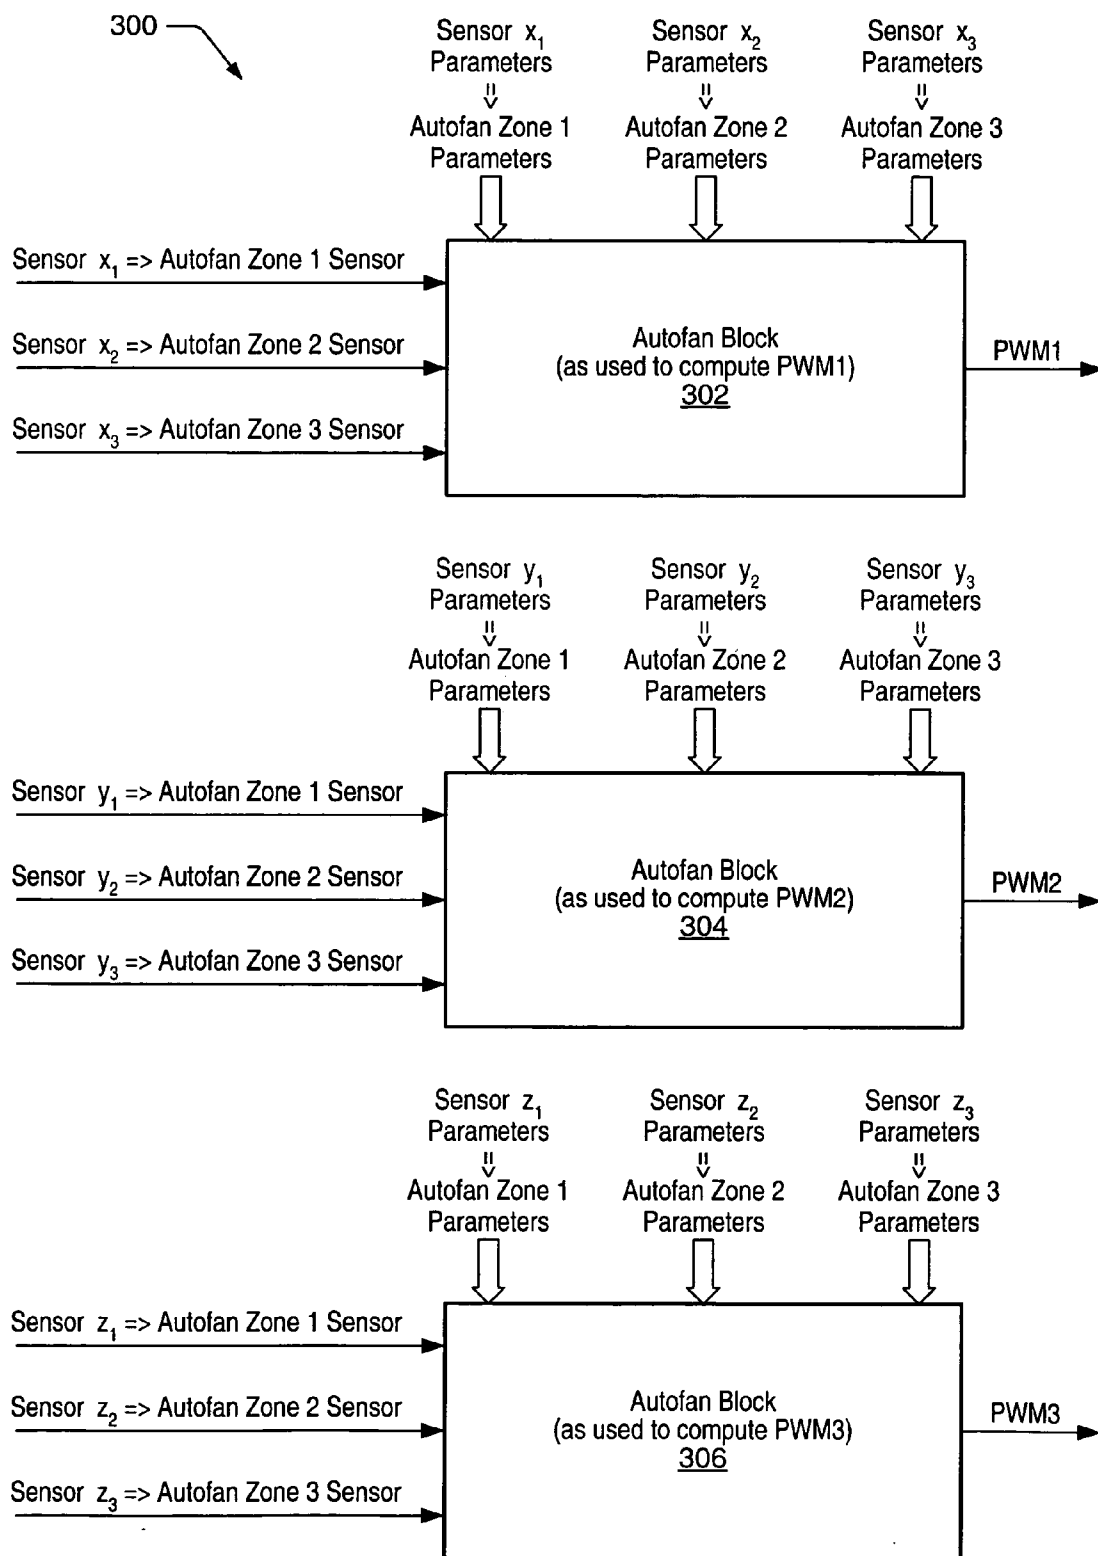 300
Sensor x₁ Sensor x₂ Sensor x₃
Parameters Parameters Parameters
Autofan Zone 1 Autofan Zone 2 Autofan Zone 3
Parameters Parameters Parameters
Sensor x₁ => Autofan Zone 1 Sensor
Sensor x₂ => Autofan Zone 2 Sensor
Sensor x₃ => Autofan Zone 3 Sensor
Autofan Block
(as used to compute PWM1)
302
PWM1
Sensor y₁ Sensor y₂ Sensor y₃
Parameters Parameters Parameters
Autofan Zone 1 Autofan Zone 2 Autofan Zone 3
Parameters Parameters Parameters
Sensor y₁ => Autofan Zone 1 Sensor
Sensor y₂ => Autofan Zone 2 Sensor
Sensor y₃ => Autofan Zone 3 Sensor
Autofan Block
(as used to compute PWM2)
304
PWM2
Sensor z₁ Sensor z₂ Sensor z₃
Parameters Parameters Parameters
Autofan Zone 1 Autofan Zone 2 Autofan Zone 3
Parameters Parameters Parameters
Sensor z₁ => Autofan Zone 1 Sensor
Sensor z₂ => Autofan Zone 2 Sensor
Sensor z₃ => Autofan Zone 3 Sensor
Autofan Block
(as used to compute PWM3)
306
PWM3